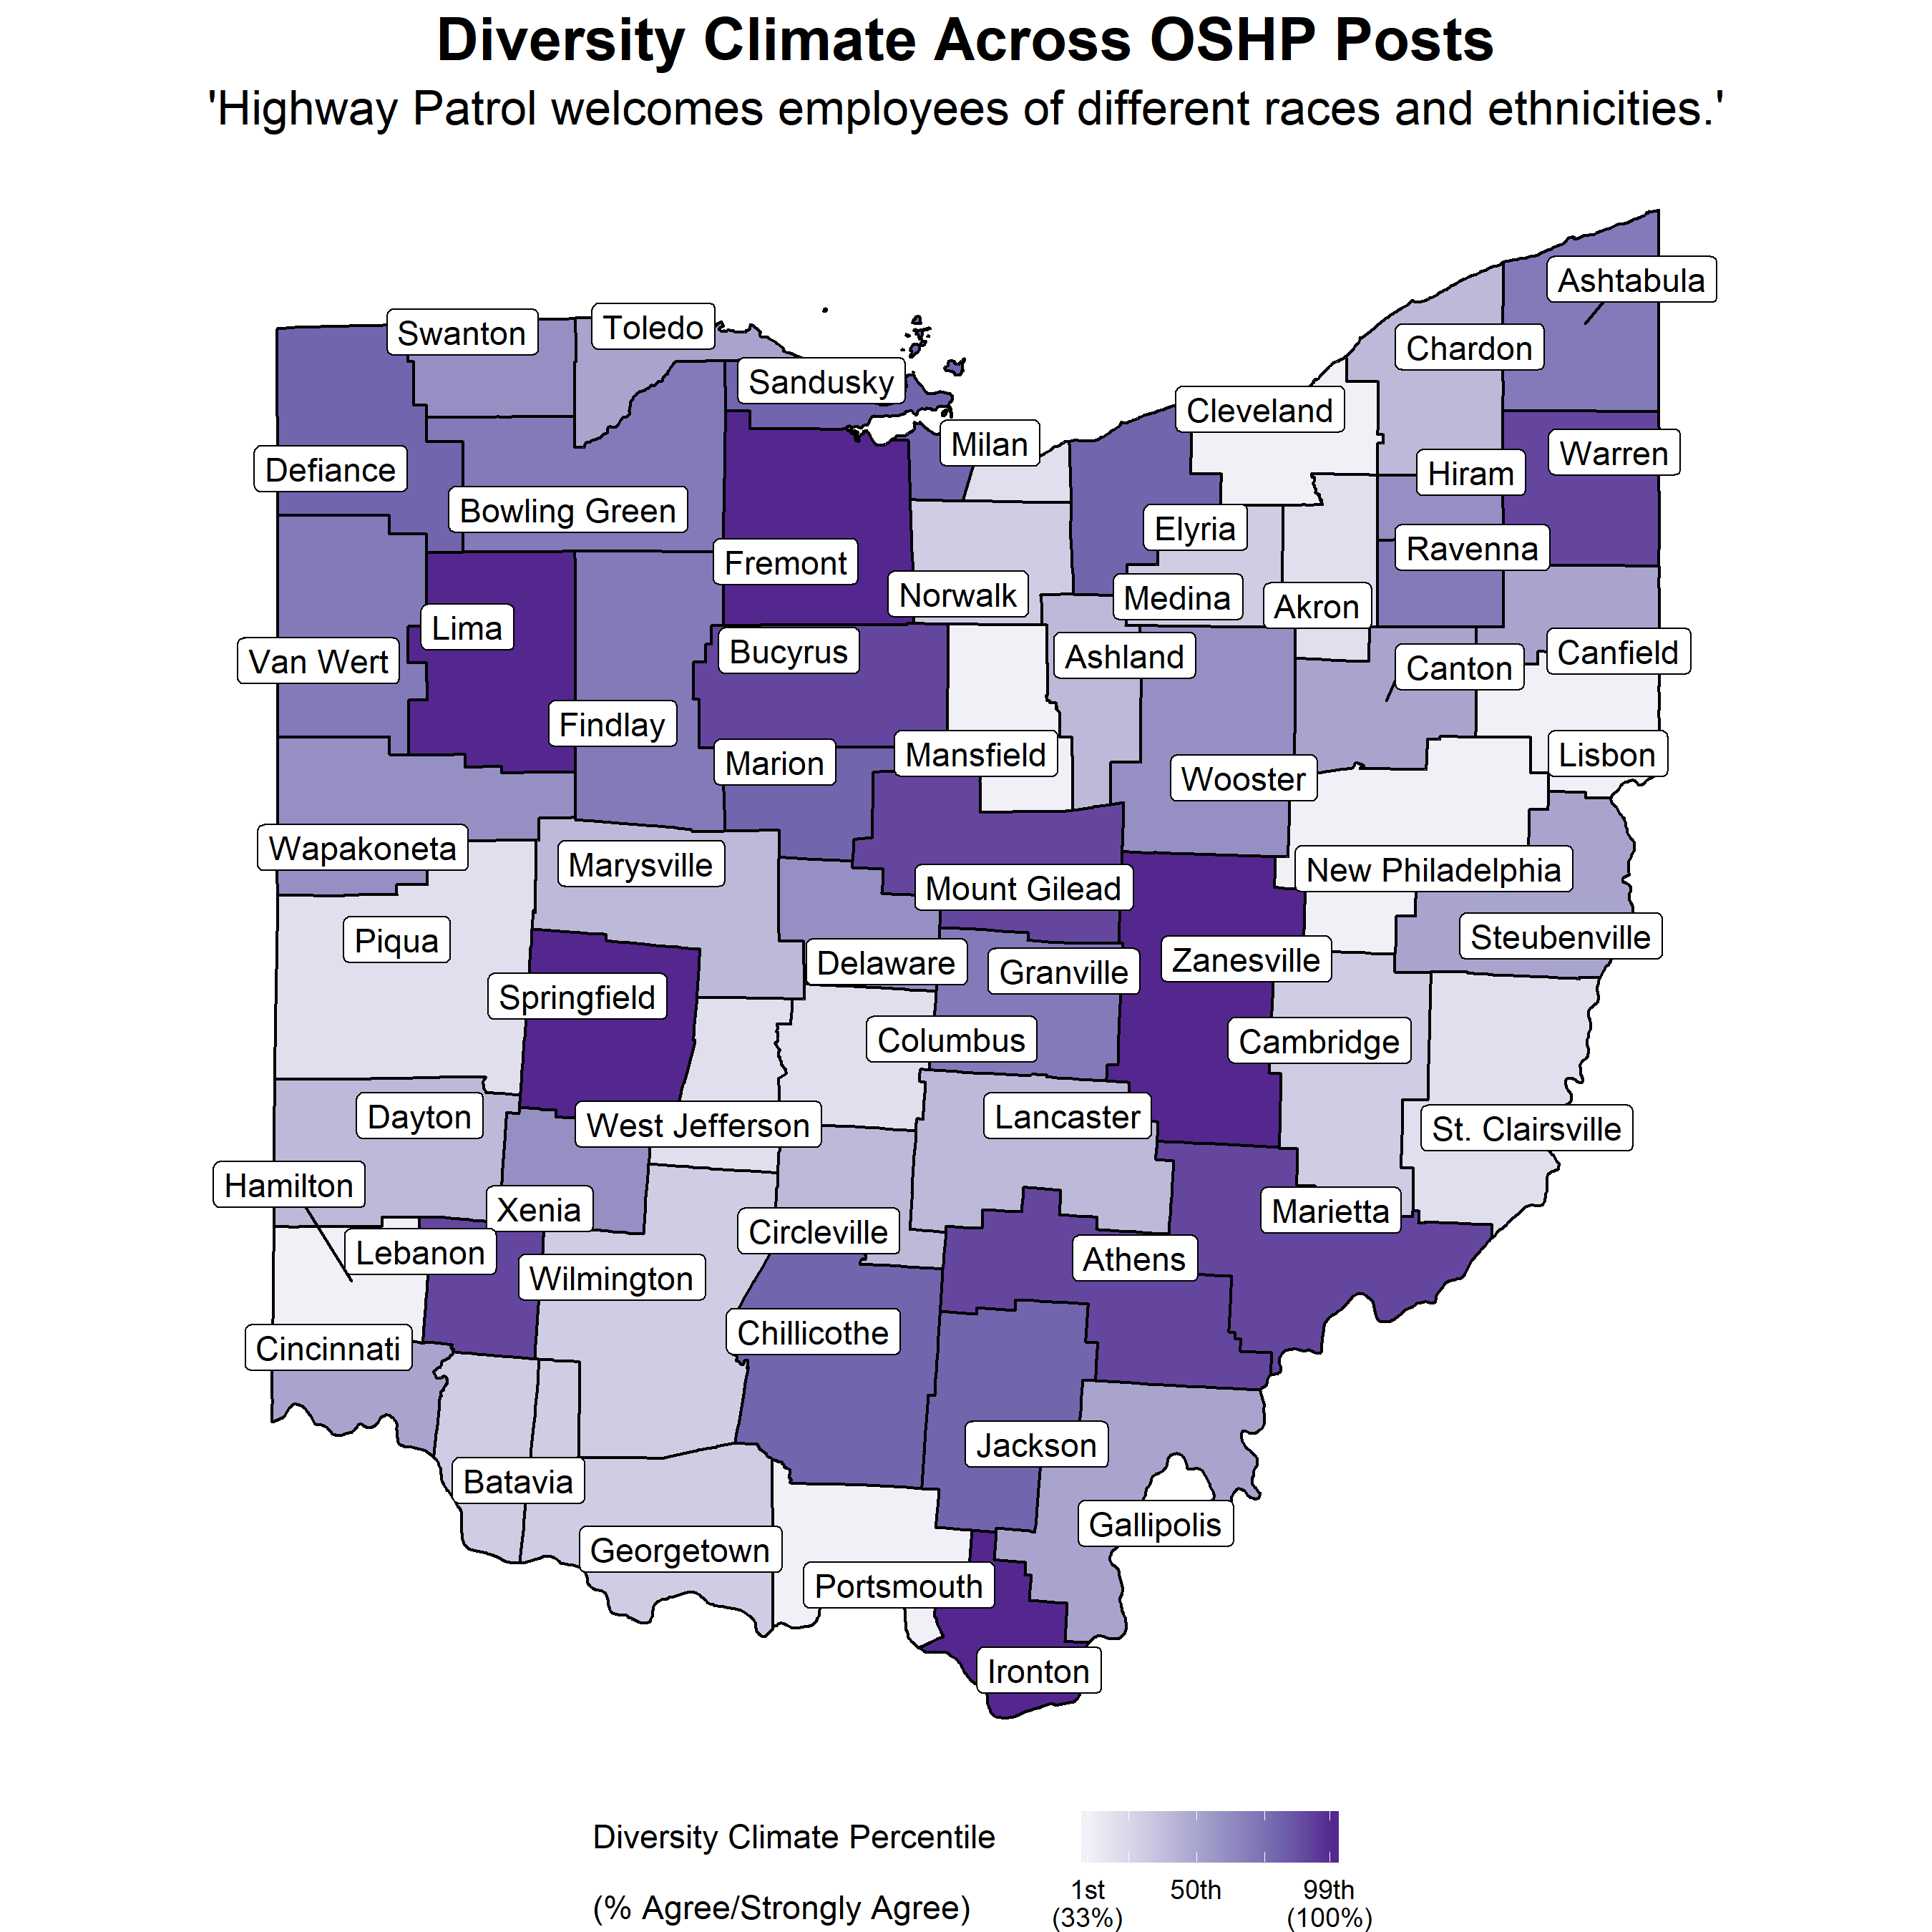 Diversity Climate Across OSHP Posts
'Highway Patrol welcomes employees of different races and ethnicities.'
Ashtabula
Swanton
Toledo
Chardon
Sandusky
Cleveland
Milan
Warren
Defiance
Hiram
Bowling Green
Elyria
Ravenna
Fremont
Norwalk
Medina
Akron
Lima
Bucyrus
Ashland
Canfield
Van Wert
Canton
Findlay
Mansfield
Lisbon
Marion
Wooster
Wapakoneta
Marysville
New Philadelphia
Mount Gilead
Piqua
Steubenville
Delaware
Granville
Zanesville
Springfield
Columbus
Cambridge
Dayton
Lancaster
West Jefferson
St. Clairsville
Hamilton
Xenia
Marietta
Circleville
Lebanon
Athens
Wilmington
Chillicothe
Cincinnati
Jackson
Batavia
Gallipolis
Georgetown
Portsmouth
Ironton
Diversity Climate Percentile
(% Agree/Strongly Agree)
1st 50th 99th
(33%) (100%)